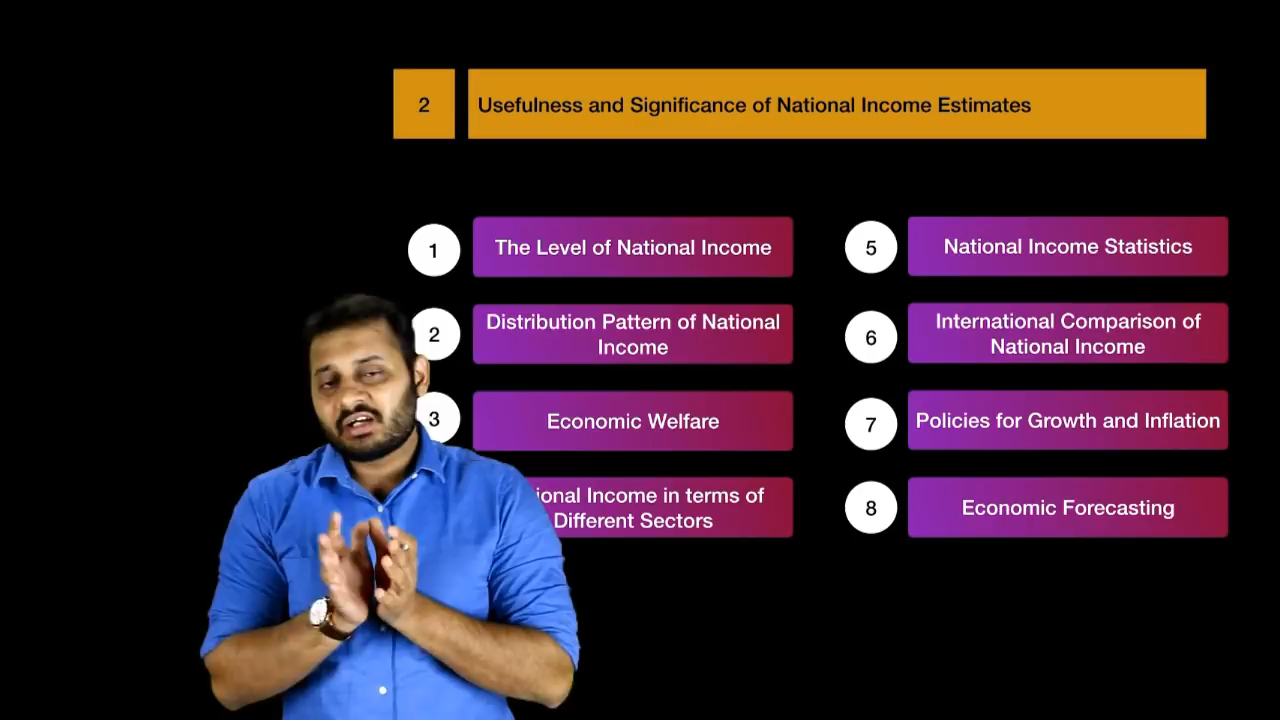 2
Usefulness and Significance of National Income Estimates
1
The Level of National Income
2
Distribution Pattern of National
Income
3
Economic Welfare
ional Income in terms of
Different Sectors
5
National Income Statistics
6
International Comparison of
National Income
7
Policies for Growth and Inflation
8
Economic Forecasting